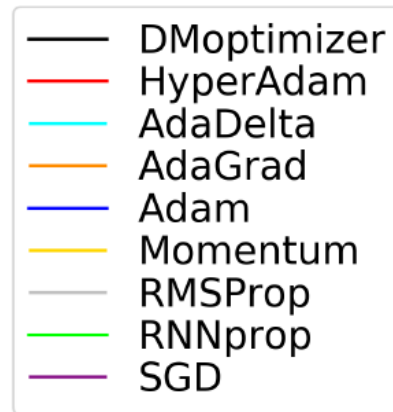 DMoptimizer
HyperAdam
AdaDelta
AdaGrad
Adam
Momentum
RMSProp
RNNprop
SGD